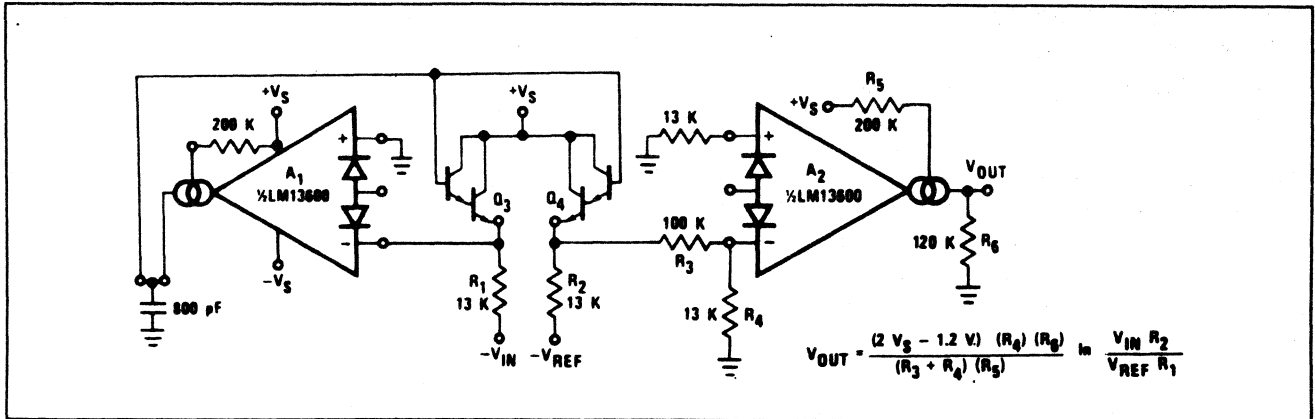 +VS
200 K
A1
½LM13600
+
−
−VS
800 pF
+VS
Q3
Q4
R1
13 K
−VIN
R2
13 K
−VREF
13 K
100 K
R3
13 K
R4
+VS
R5
200 K
+
−
A2
½LM13600
VOUT
120 K
R6
VOUT = (2 VS − 1.2 V) (R4) (R6) / (R3 + R4) (R5) ln VIN R2 / VREF R1